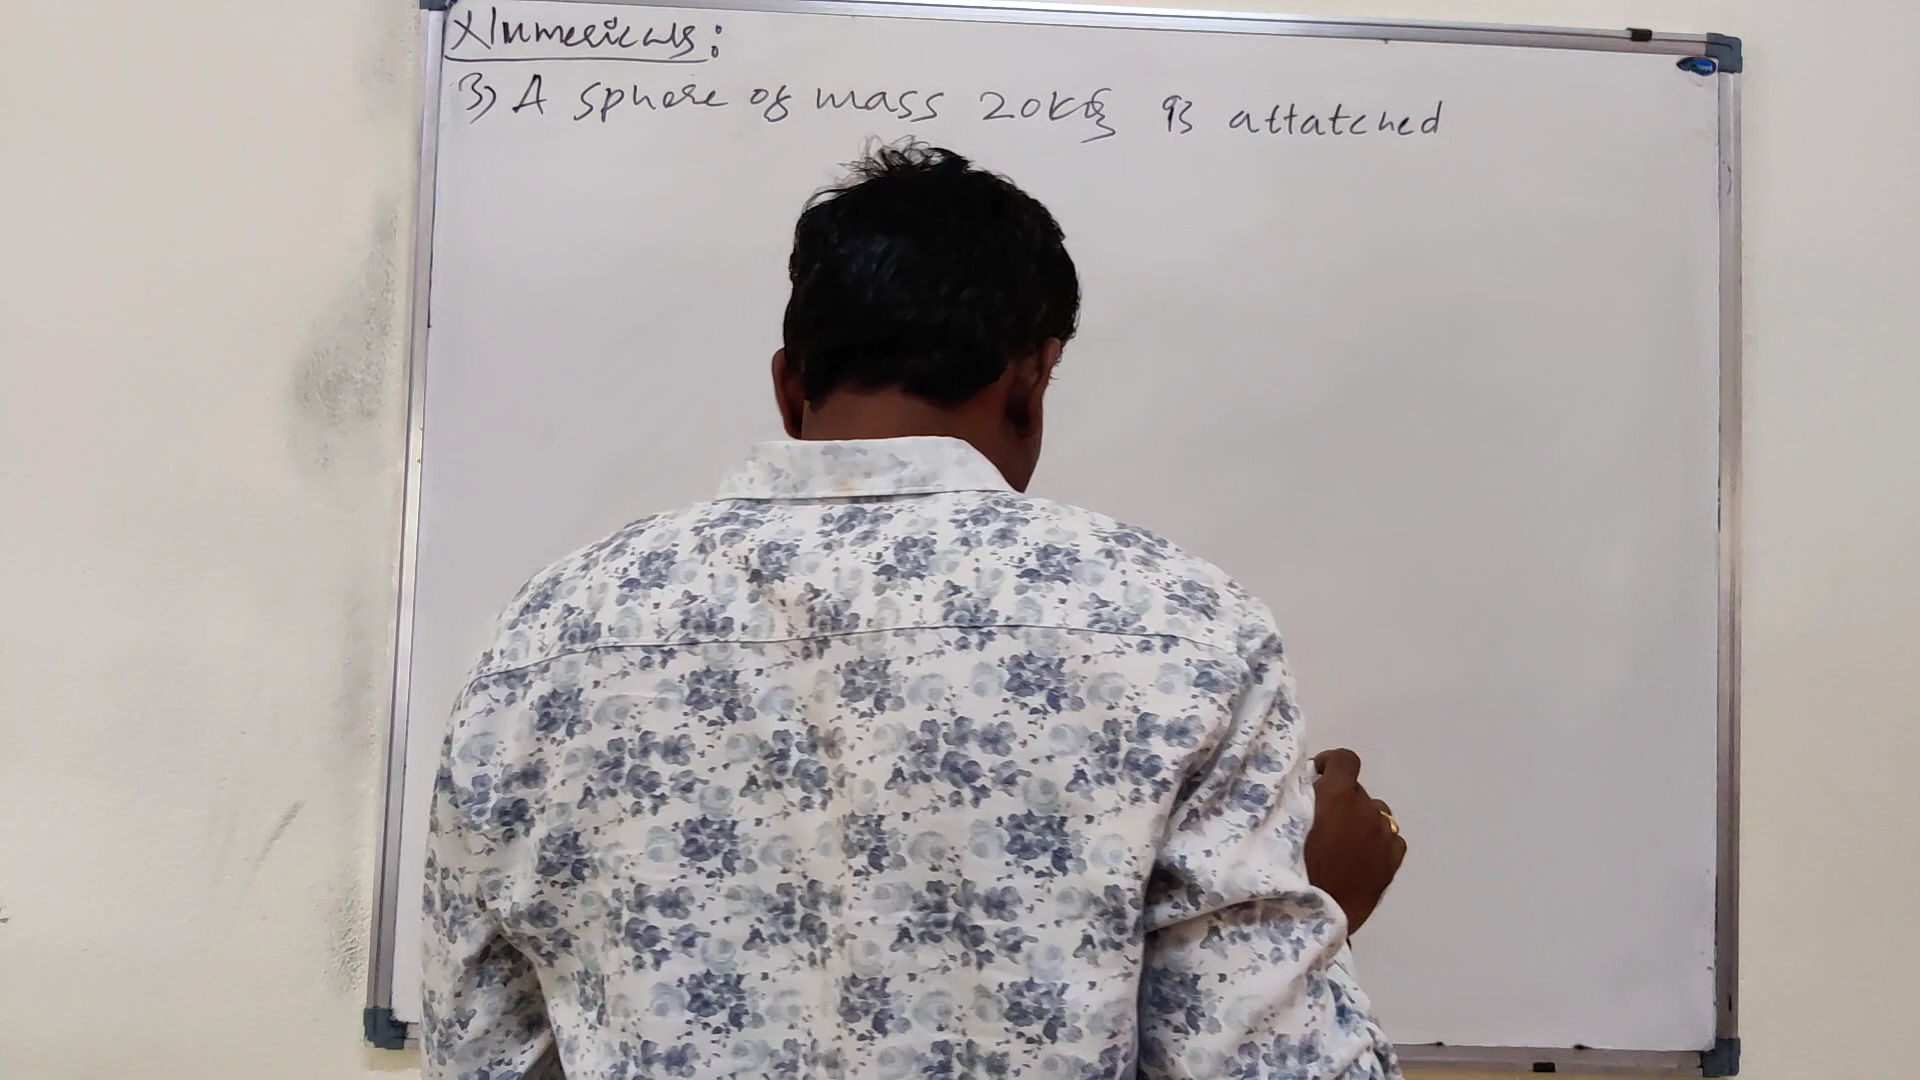 Numericals:
3) A sphere of mass 20kg is attatched